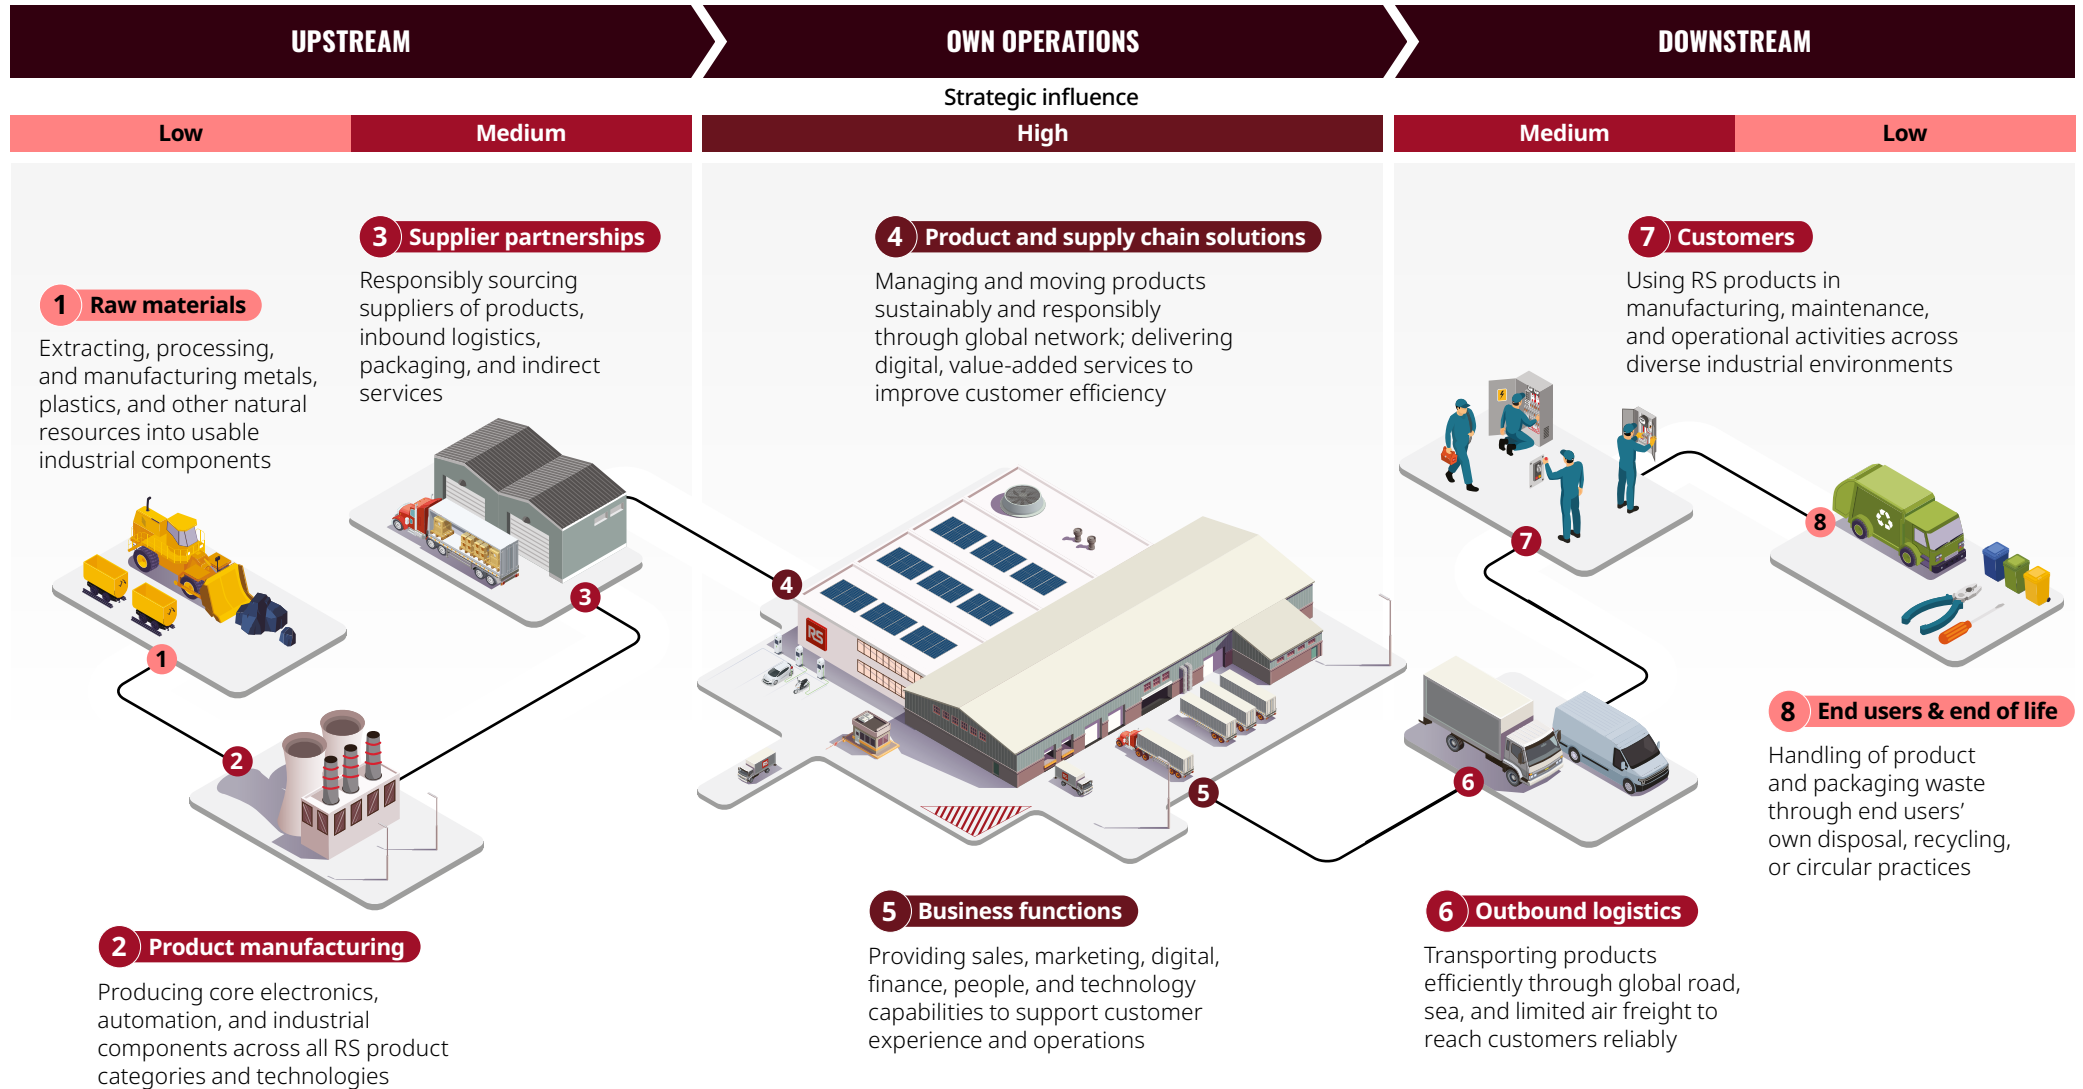 UPSTREAM
OWN OPERATIONS
DOWNSTREAM
Strategic influence
Low
Medium
High
Medium
Low
1 Raw materials
Extracting, processing,
and manufacturing metals,
plastics, and other natural
resources into usable
industrial components
3 Supplier partnerships
Responsibly sourcing
suppliers of products,
inbound logistics,
packaging, and indirect
services
4 Product and supply chain solutions
Managing and moving products
sustainably and responsibly
through global network; delivering
digital, value-added services to
improve customer efficiency
7 Customers
Using RS products in
manufacturing, maintenance,
and operational activities across
diverse industrial environments
1
2
3
4
RS
5
6
7
8
2 Product manufacturing
Producing core electronics,
automation, and industrial
components across all RS product
categories and technologies
5 Business functions
Providing sales, marketing, digital,
finance, people, and technology
capabilities to support customer
experience and operations
6 Outbound logistics
Transporting products
efficiently through global road,
sea, and limited air freight to
reach customers reliably
8 End users & end of life
Handling of product
and packaging waste
through end users’
own disposal, recycling,
or circular practices